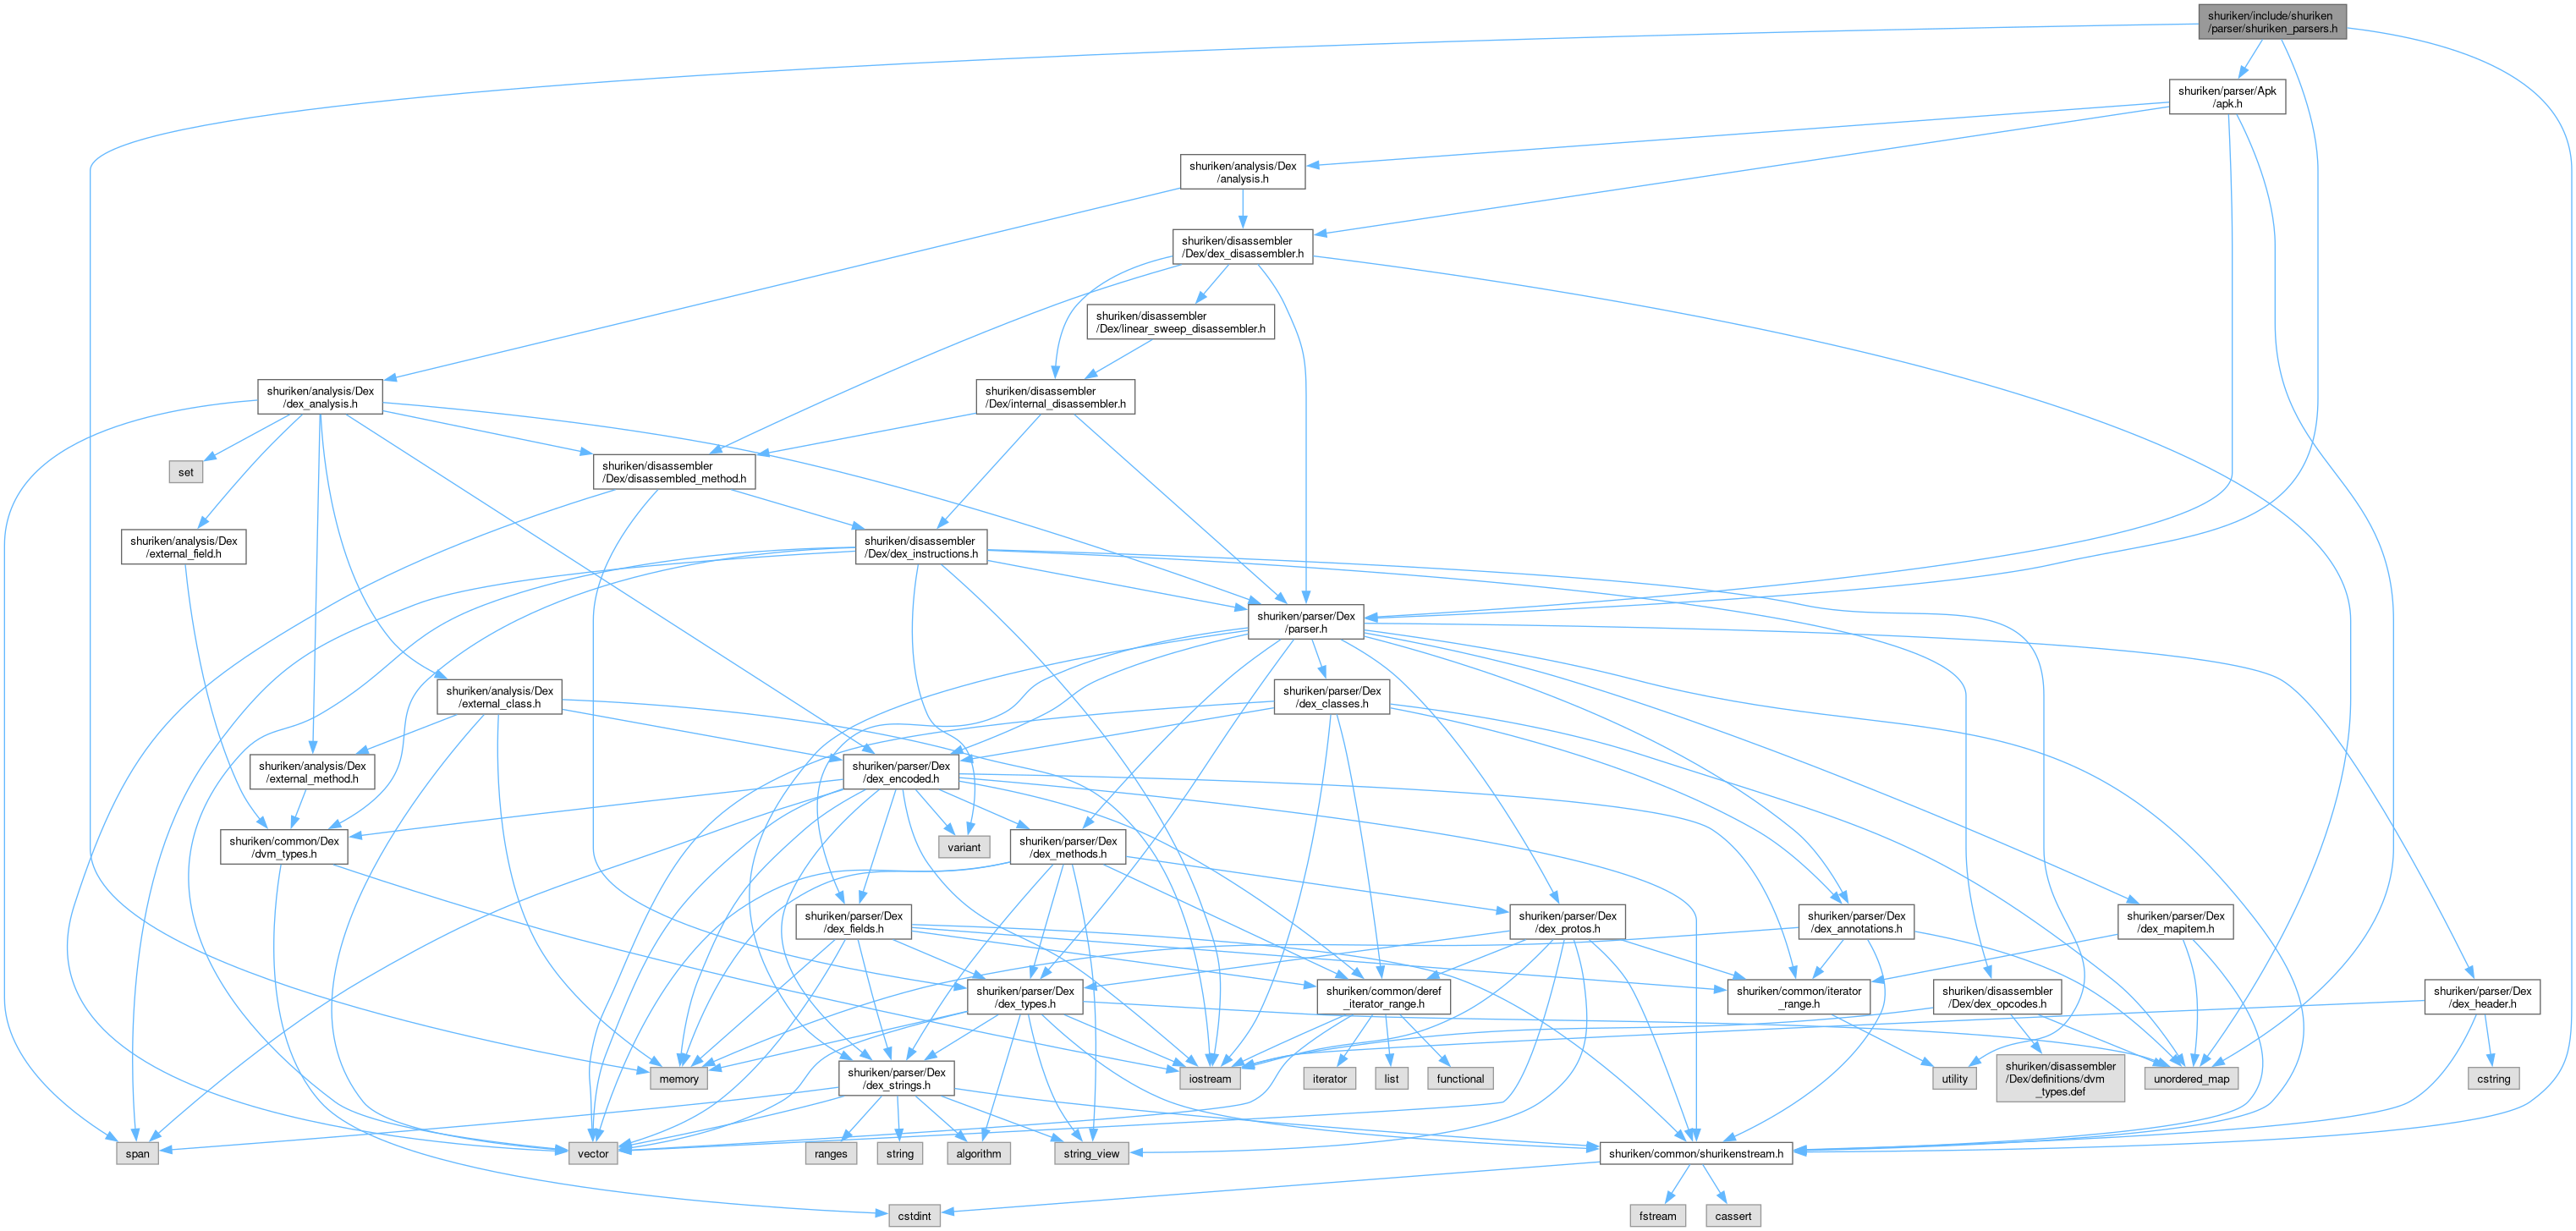 shuriken/include/shuriken
/parser/shuriken_parsers.h
shuriken/parser/Apk
/apk.h
shuriken/analysis/Dex
/analysis.h
shuriken/disassembler
/Dex/dex_disassembler.h
shuriken/disassembler
/Dex/linear_sweep_disassembler.h
shuriken/analysis/Dex
/dex_analysis.h
shuriken/disassembler
/Dex/internal_disassembler.h
set
shuriken/disassembler
/Dex/disassembled_method.h
shuriken/analysis/Dex
/external_field.h
shuriken/disassembler
/Dex/dex_instructions.h
shuriken/parser/Dex
/parser.h
shuriken/analysis/Dex
/external_class.h
shuriken/parser/Dex
/dex_classes.h
shuriken/analysis/Dex
/external_method.h
shuriken/parser/Dex
/dex_encoded.h
shuriken/common/Dex
/dvm_types.h
variant
shuriken/parser/Dex
/dex_methods.h
shuriken/parser/Dex
/dex_fields.h
shuriken/parser/Dex
/dex_protos.h
shuriken/parser/Dex
/dex_annotations.h
shuriken/parser/Dex
/dex_mapitem.h
shuriken/parser/Dex
/dex_types.h
shuriken/common/deref
_iterator_range.h
shuriken/common/iterator
_range.h
shuriken/disassembler
/Dex/dex_opcodes.h
shuriken/parser/Dex
/dex_header.h
memory
shuriken/parser/Dex
/dex_strings.h
iostream
iterator
list
functional
utility
shuriken/disassembler
/Dex/definitions/dvm
_types.def
unordered_map
cstring
span
vector
ranges
string
algorithm
string_view
shuriken/common/shurikenstream.h
cstdint
fstream
cassert